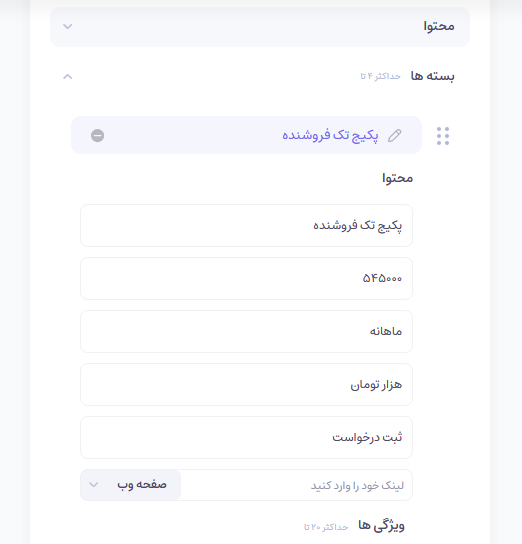 محتوا
بسته ها حداکثر ۴ تا
پکیج تک فروشنده
محتوا
پکیج تک فروشنده
۵۴۵۰۰۰
ماهانه
هزار تومان
ثبت درخواست
لینک خود را وارد کنید صفحه وب
ویژگی ها حداکثر ۲۰ تا